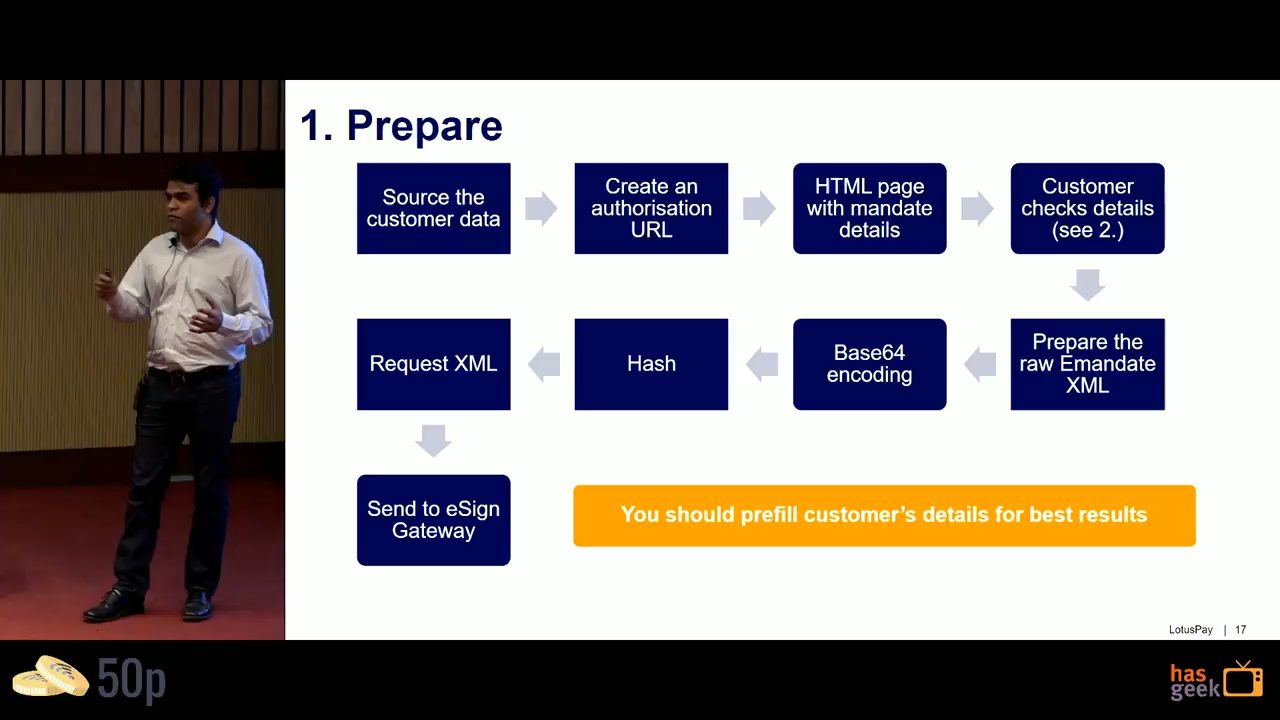 1. Prepare
Source the
customer data
Create an
authorisation
URL
HTML page
with mandate
details
Customer
checks details
(see 2.)
Prepare the
raw Emandate
XML
Base64
encoding
Hash
Request XML
Send to eSign
Gateway
You should prefill customer's details for best results
LotusPay | 17
50p
has
geek